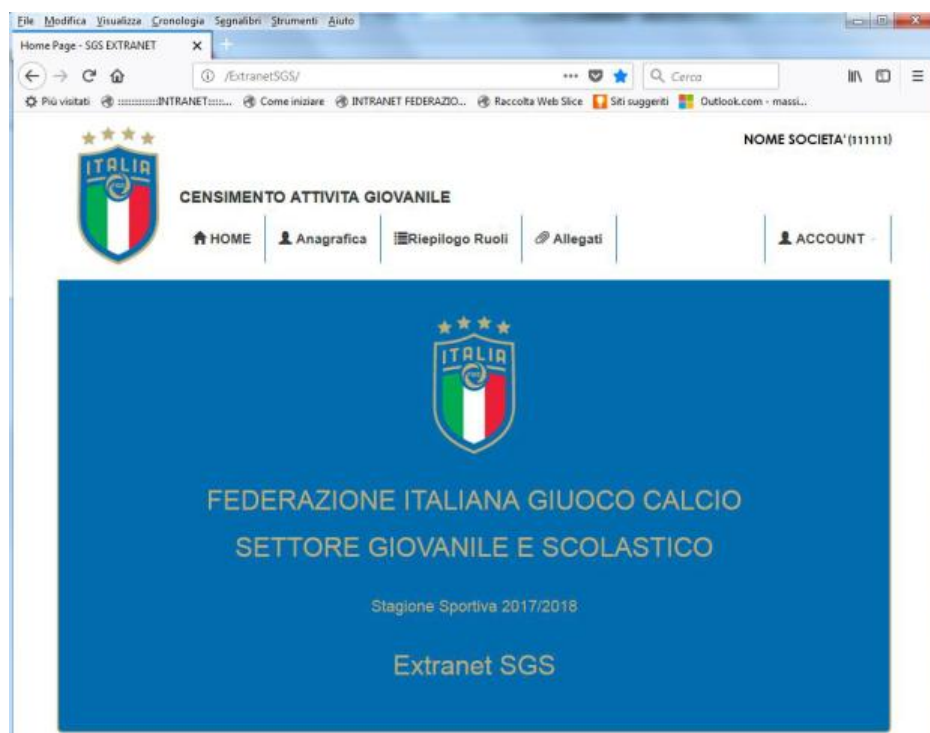 File Modifica Visualizza Cronologia Segnalibri Strumenti Aiuto
Home Page - SGS EXTRANET
/ExtranetSGS/
Cerca
Più visitati ::::::::::::INTRANET:::::... Come iniziare INTRANET FEDERAZIO... Raccolta Web Slice Siti suggeriti Outlook.com - massi...
NOME SOCIETA' (111111)
ITALIA
CENSIMENTO ATTIVITA GIOVANILE
HOME Anagrafica Riepilogo Ruoli Allegati ACCOUNT
ITALIA
FEDERAZIONE ITALIANA GIUOCO CALCIO
SETTORE GIOVANILE E SCOLASTICO
Stagione Sportiva 2017/2018
Extranet SGS